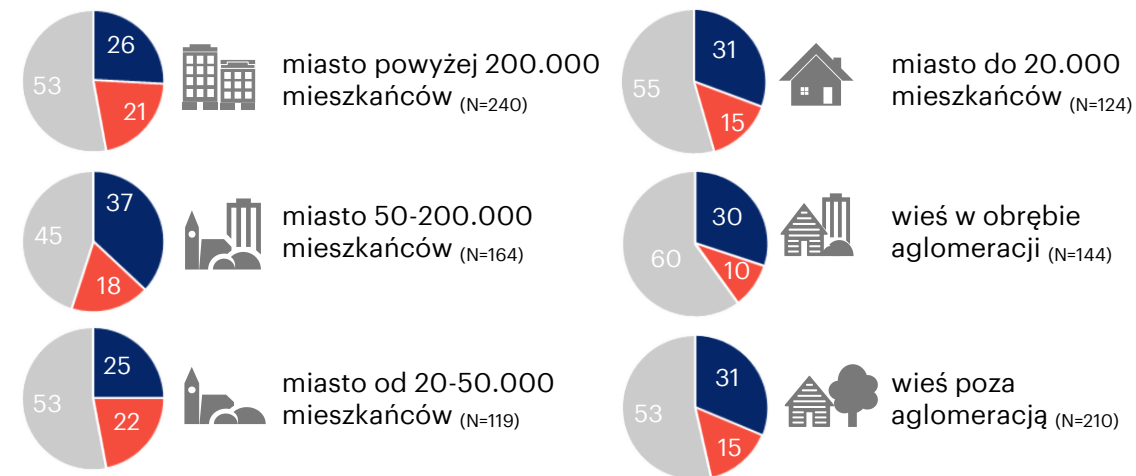 26
53
21
miasto powyżej 200.000
mieszkańców (N=240)
31
55
15
miasto do 20.000
mieszkańców (N=124)
37
45
18
miasto 50-200.000
mieszkańców (N=164)
30
60
10
wieś w obrębie
aglomeracji (N=144)
25
53
22
miasto od 20-50.000
mieszkańców (N=119)
31
53
15
wieś poza
aglomeracją (N=210)